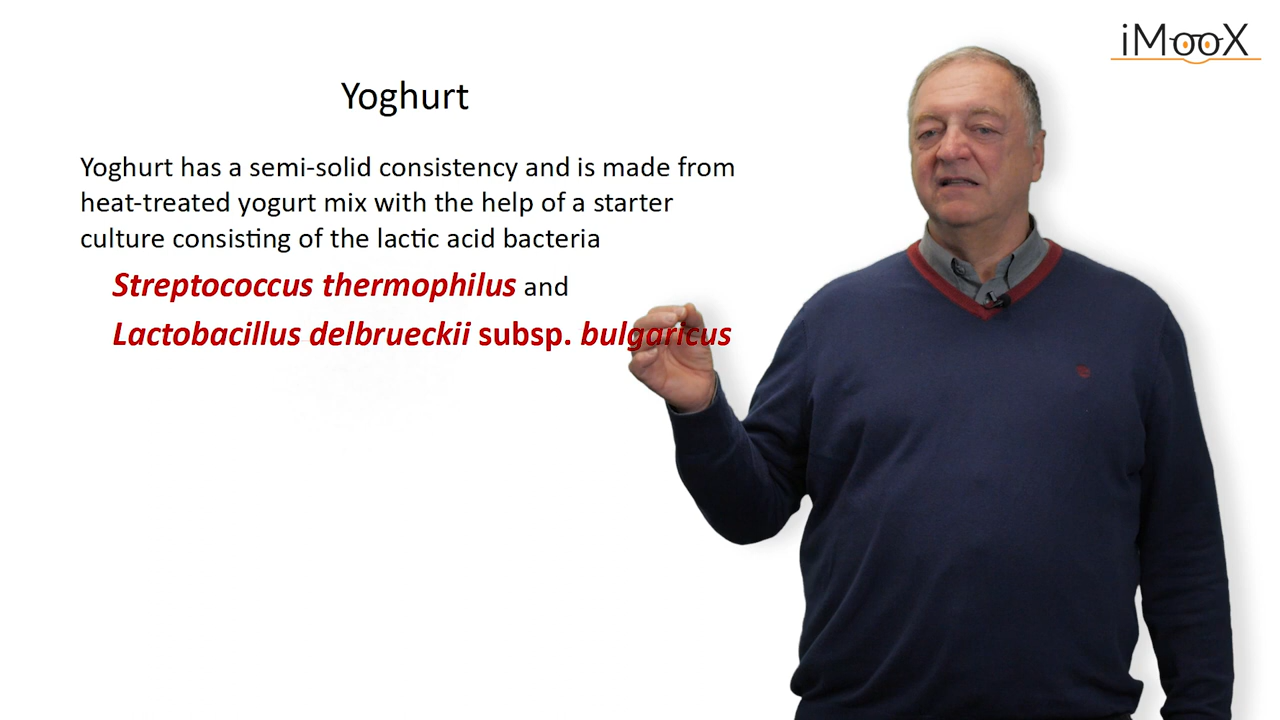 iMooX
Yoghurt
Yoghurt has a semi-solid consistency and is made from
heat-treated yogurt mix with the help of a starter
culture consisting of the lactic acid bacteria
Streptococcus thermophilus and
Lactobacillus delbrueckii subsp. bulgaricus